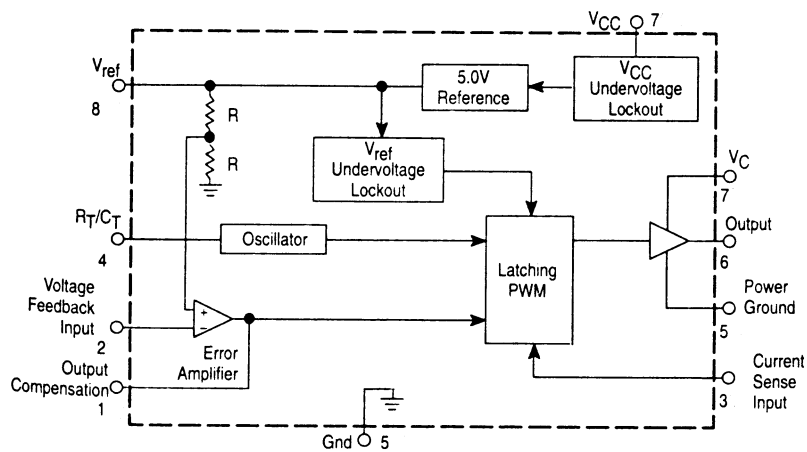 VCC 7
Vref
8
R
R
5.0V
Reference
VCC
Undervoltage
Lockout
Vref
Undervoltage
Lockout
VC
7
RT/CT
4
Oscillator
Latching
PWM
Output
6
Voltage
Feedback
Input
2
+
−
Error
Amplifier
Power
Ground
5
Output
Compensation
1
Current
Sense
Input
3
Gnd 5